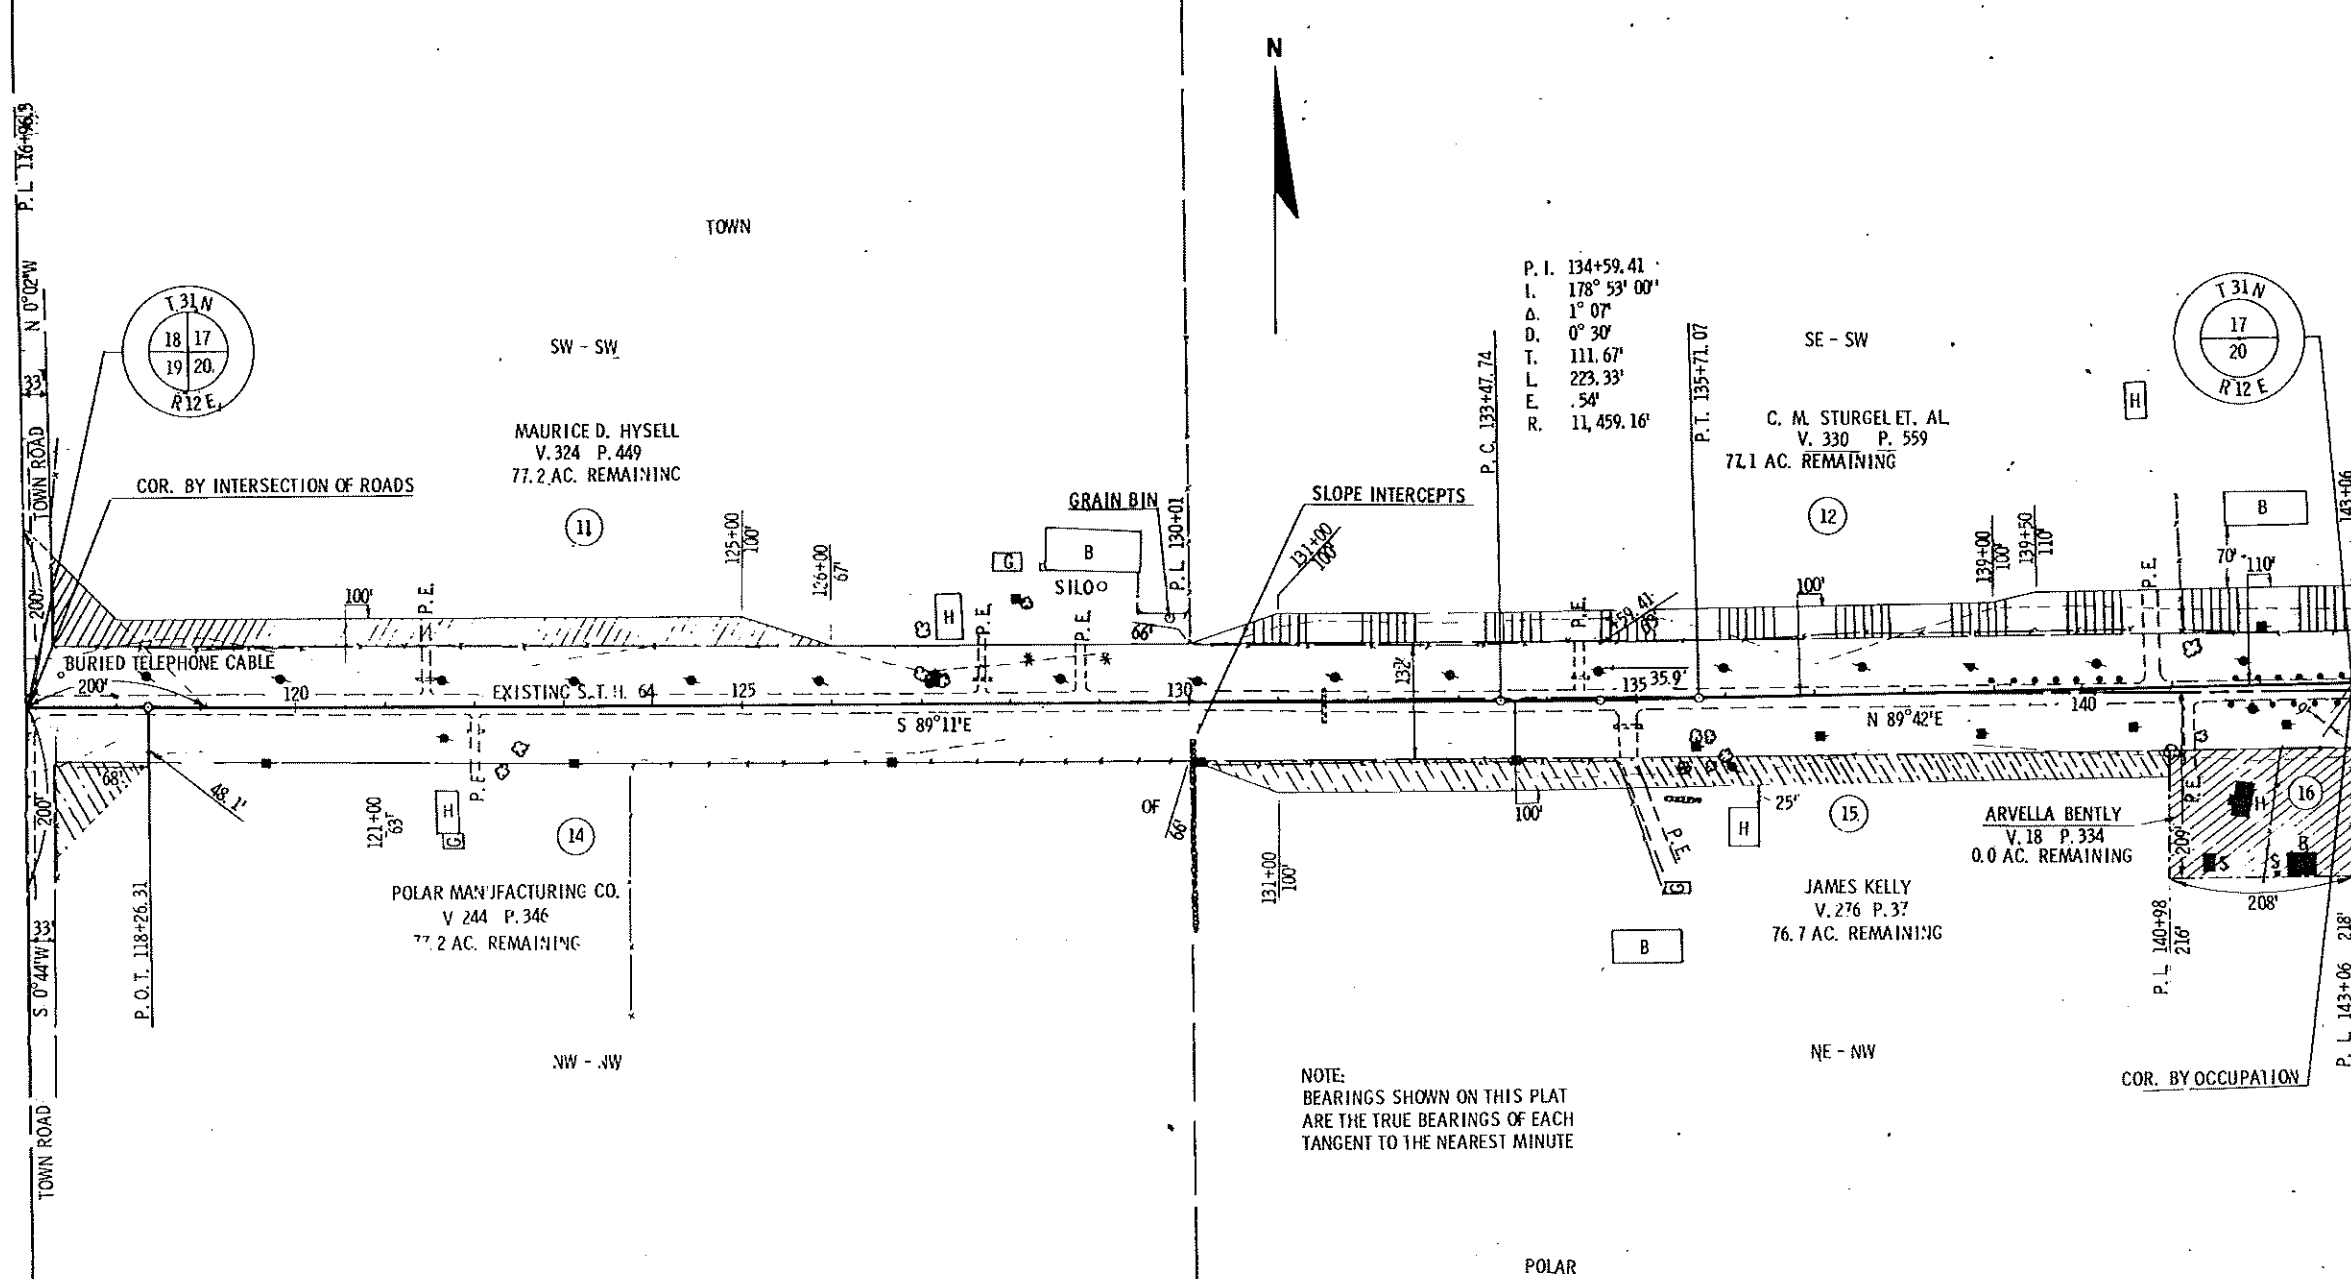 N
P. L. 116+96.3
TOWN
N 0°02'W
T. 31 N
18 17
19 20
R 12 E
SW - SW
MAURICE D. HYSELL
V. 324 P. 449
77.2 AC. REMAINING
11
33'
TOWN ROAD
COR. BY INTERSECTION OF ROADS
P. I. 134+59.41
I. 178° 53' 00"
Δ. 1° 07'
D. 0° 30'
T. 111.67'
L. 223.33'
E. .54'
R. 11,459.16'
P. C. 133+47.74
P. T. 135+71.07
SE - SW
C. M. STURGEL ET. AL.
V. 330 P. 559
77.1 AC. REMAINING
12
T 31 N
17
20
R 12 E
H
B
70'
110'
143+06
GRAIN BIN
P. L. 130+01
SLOPE INTERCEPTS
131+00
100'
125+00
100'
126+00
67'
G
B
SILO
H
P.E.
P.E.
P.E.
66'
100'
200'
BURIED TELEPHONE CABLE
200'
120
EXISTING S. T. H. 64
125
130
S 89°11'E
132'
P.E.
+59.41
135
35.9'
100'
139+00
100'
139+50
110'
P.E.
140
N 89°42'E
9'
68'
48.1'
200'
121+00
63'
P.E.
H
G
14
POLAR MANUFACTURING CO.
V 244 P. 346
77.2 AC. REMAINING
33'
S 0°44'W
P. O. T. 118+26.31
OF
66'
131+00
100'
100'
P.E.
G
B
25'
H
15
JAMES KELLY
V. 276 P. 37
76.7 AC. REMAINING
ARVELLA BENTLY
V. 18 P. 334
0.0 AC. REMAINING
P.E.
209'
H
16
S
S
B
208'
P. L. 140+98
216'
P. L. 143+06 218'
NW - NW
NE - NW
COR. BY OCCUPATION
NOTE:
BEARINGS SHOWN ON THIS PLAT
ARE THE TRUE BEARINGS OF EACH
TANGENT TO THE NEAREST MINUTE
TOWN ROAD
POLAR